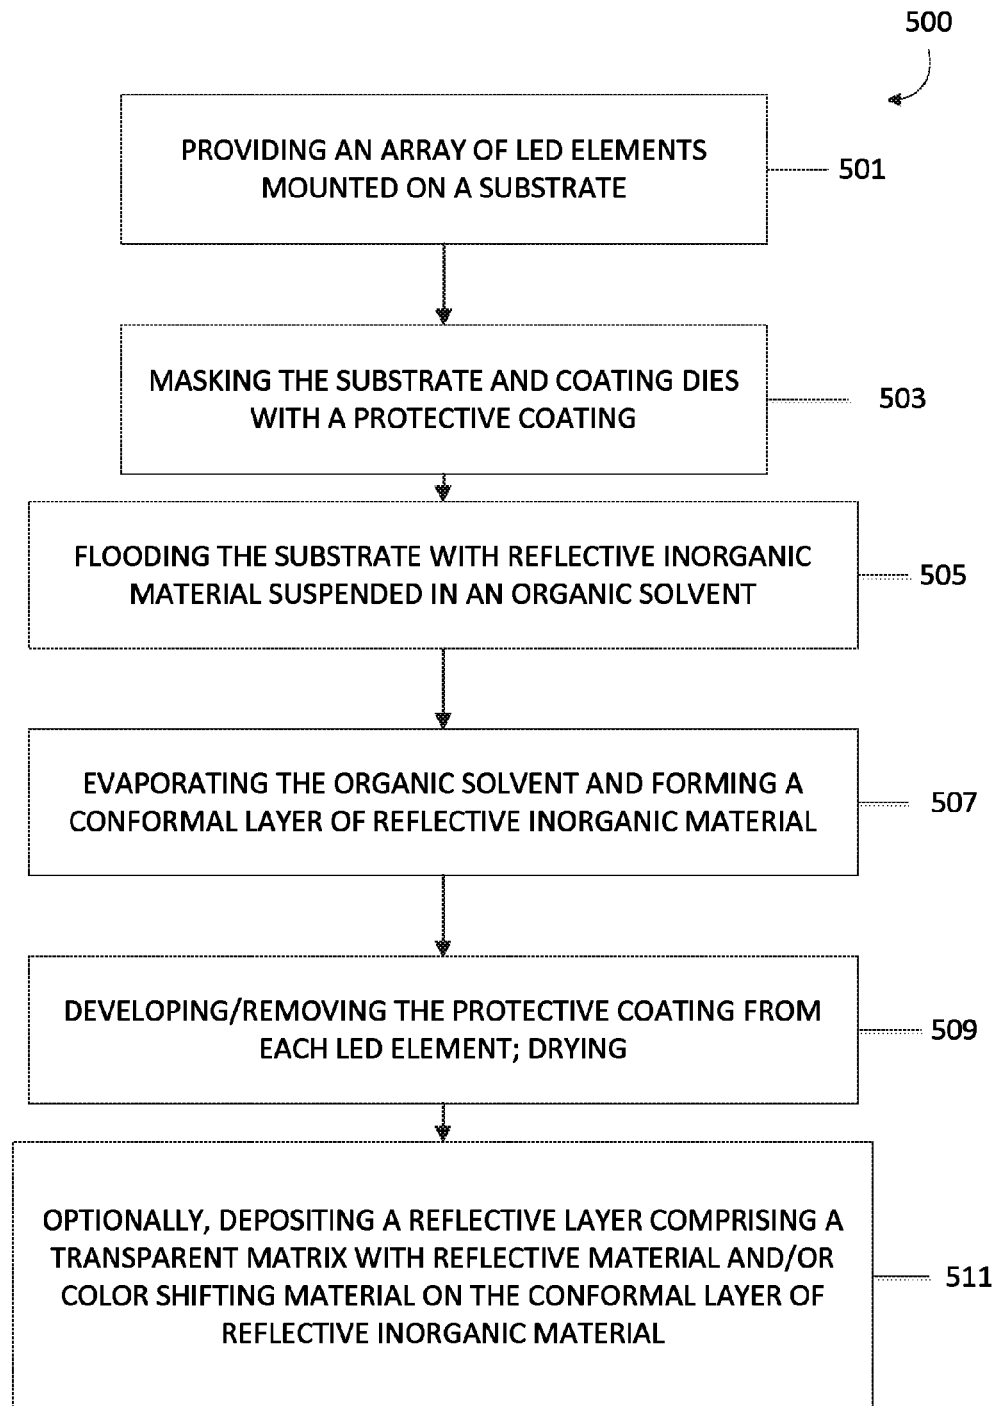 500
PROVIDING AN ARRAY OF LED ELEMENTS
MOUNTED ON A SUBSTRATE
501
MASKING THE SUBSTRATE AND COATING DIES
WITH A PROTECTIVE COATING
503
FLOODING THE SUBSTRATE WITH REFLECTIVE INORGANIC
MATERIAL SUSPENDED IN AN ORGANIC SOLVENT
505
EVAPORATING THE ORGANIC SOLVENT AND FORMING A
CONFORMAL LAYER OF REFLECTIVE INORGANIC MATERIAL
507
DEVELOPING/REMOVING THE PROTECTIVE COATING FROM
EACH LED ELEMENT; DRYING
509
OPTIONALLY, DEPOSITING A REFLECTIVE LAYER COMPRISING A
TRANSPARENT MATRIX WITH REFLECTIVE MATERIAL AND/OR
COLOR SHIFTING MATERIAL ON THE CONFORMAL LAYER OF
REFLECTIVE INORGANIC MATERIAL
511